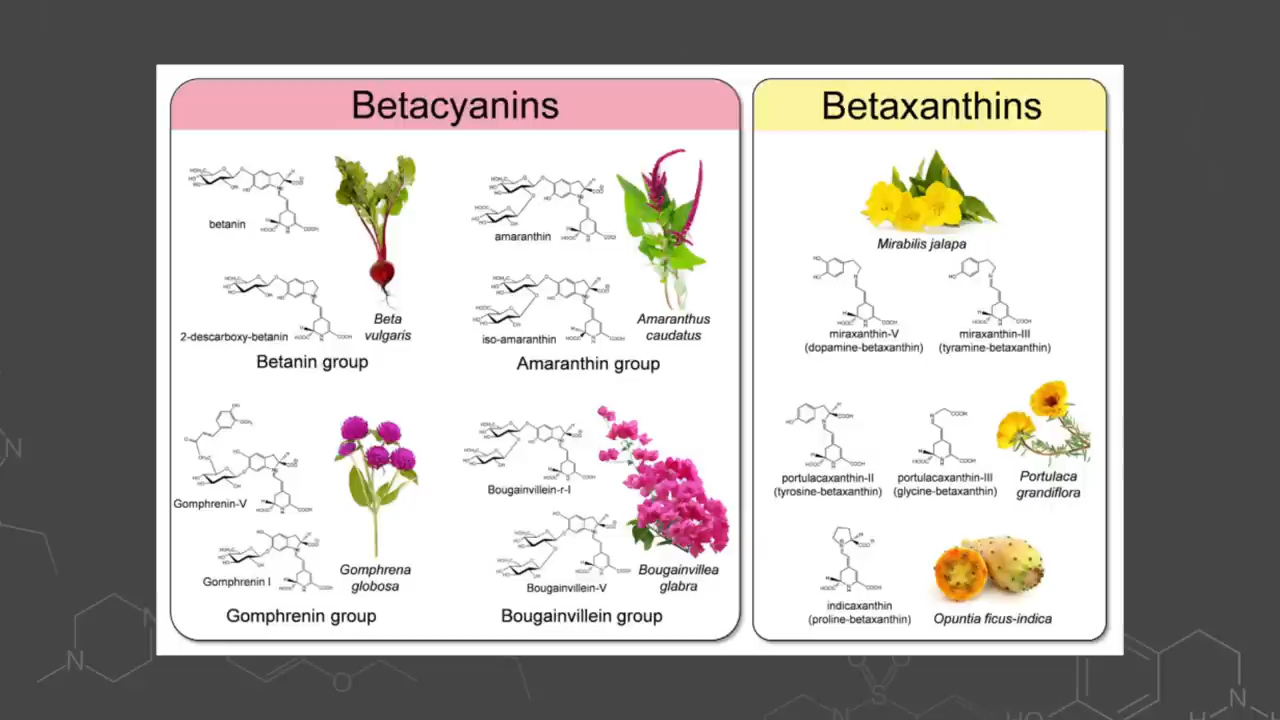 Betacyanins
betanin
2-descarboxy-betanin
Beta
vulgaris
Betanin group
amaranthin
iso-amaranthin
Amaranthus
caudatus
Amaranthin group
Gomphrenin-V
Gomphrenin I
Gomphrena
globosa
Gomphrenin group
Bougainvillein-r-I
Bougainvillein-V
Bougainvillea
glabra
Bougainvillein group
Betaxanthins
Mirabilis jalapa
miraxanthin-V
(dopamine-betaxanthin)
miraxanthin-III
(tyramine-betaxanthin)
portulacaxanthin-II
(tyrosine-betaxanthin)
portulacaxanthin-III
(glycine-betaxanthin)
Portulaca
grandiflora
indicaxanthin
(proline-betaxanthin)
Opuntia ficus-indica